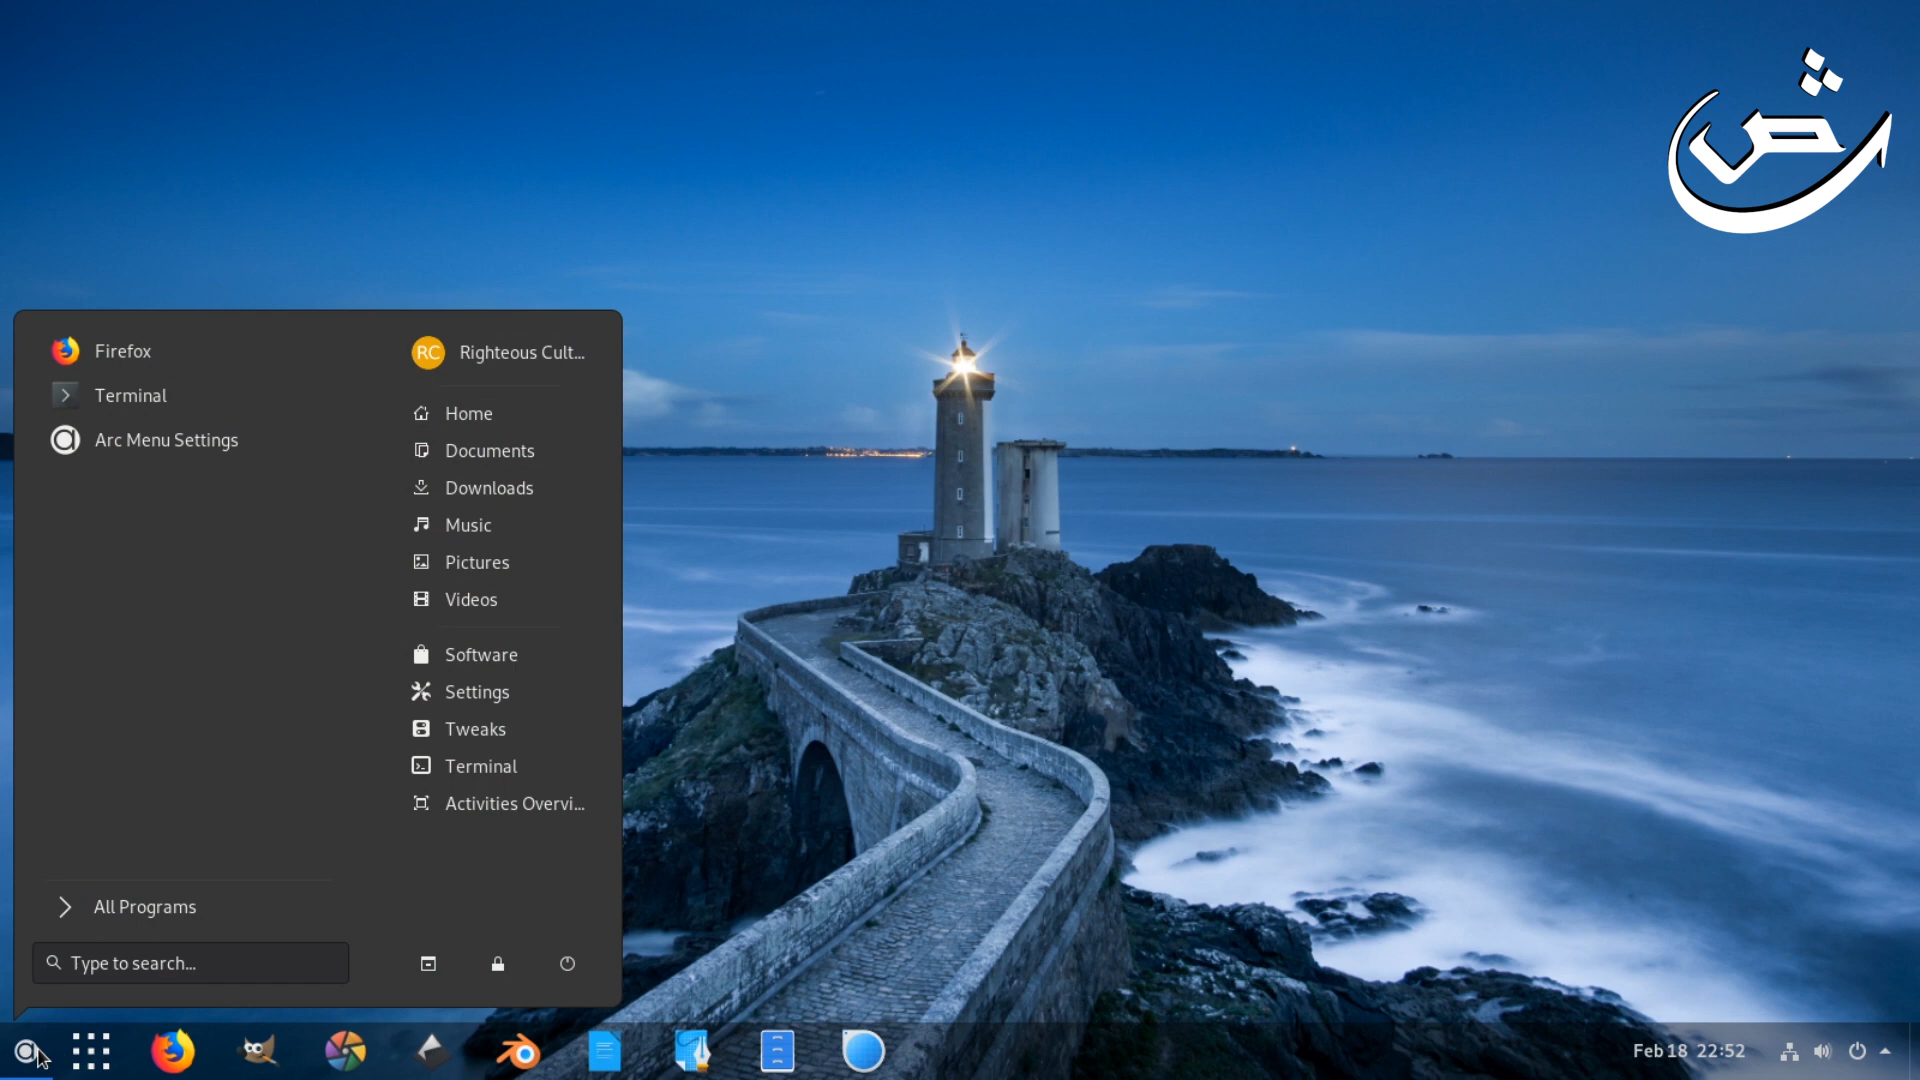 Firefox
Terminal
Arc Menu Settings
All Programs
Type to search...
RC
Righteous Cult...
Home
Documents
Downloads
Music
Pictures
Videos
Software
Settings
Tweaks
Terminal
Activities Overvi...
Feb 18 22:52